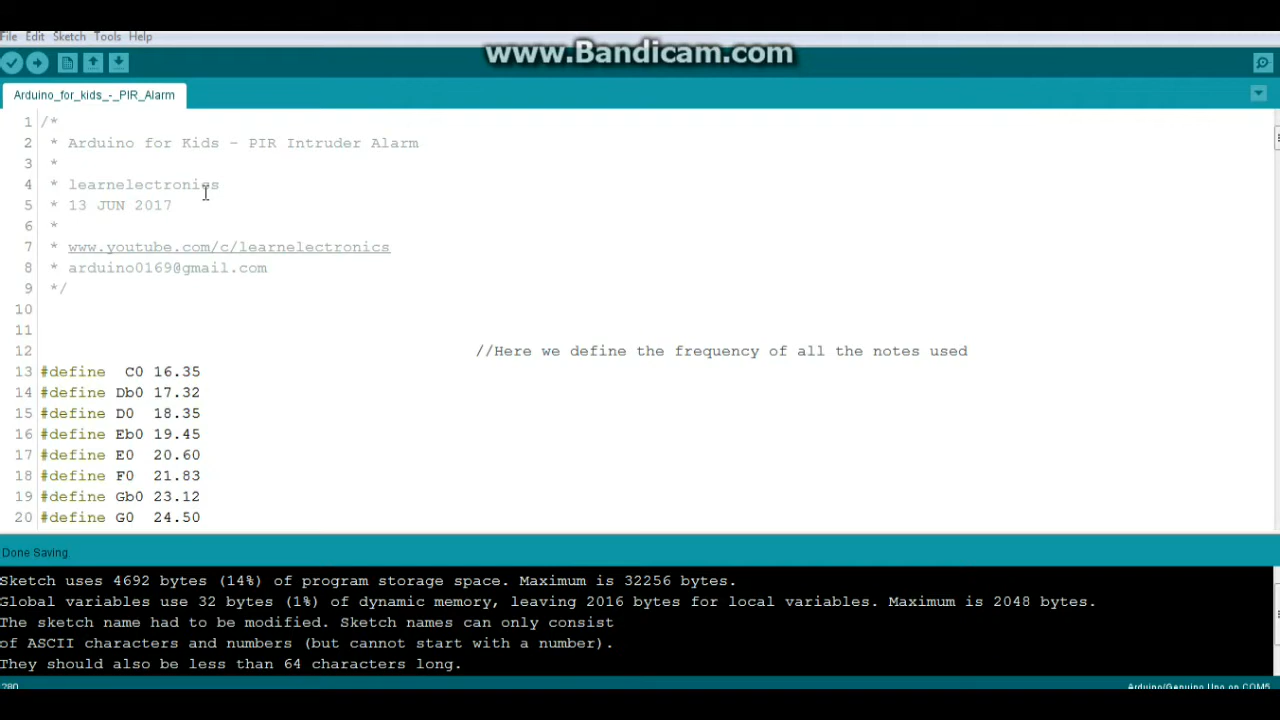 File Edit Sketch Tools Help
www.Bandicam.com
Arduino_for_kids_-_PIR_Alarm
1 /*
2 * Arduino for Kids - PIR Intruder Alarm
3 *
4 * learnelectronics
5 * 13 JUN 2017
6 *
7 * www.youtube.com/c/learnelectronics
8 * arduino0169@gmail.com
9 */
10
11
12 //Here we define the frequency of all the notes used
13 #define C0 16.35
14 #define Db0 17.32
15 #define D0 18.35
16 #define Eb0 19.45
17 #define E0 20.60
18 #define F0 21.83
19 #define Gb0 23.12
20 #define G0 24.50
Done Saving.
Sketch uses 4692 bytes (14%) of program storage space. Maximum is 32256 bytes.
Global variables use 32 bytes (1%) of dynamic memory, leaving 2016 bytes for local variables. Maximum is 2048 bytes.
The sketch name had to be modified. Sketch names can only consist
of ASCII characters and numbers (but cannot start with a number).
They should also be less than 64 characters long.
280 Arduino/Genuino Uno on COM5